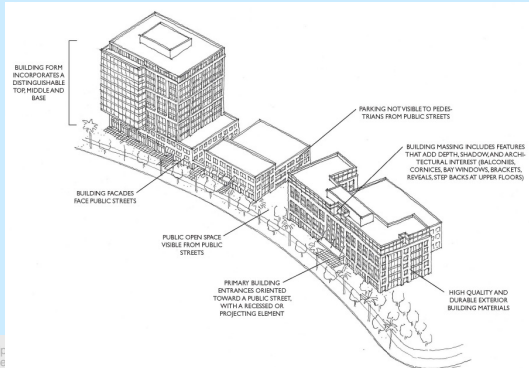 BUILDING FORM
INCORPORATES A
DISTINGUISHABLE
TOP, MIDDLE AND
BASE
PARKING NOT VISIBLE TO PEDES-
TRIANS FROM PUBLIC STREETS
BUILDING MASSING INCLUDES FEATURES
THAT ADD DEPTH, SHADOW, AND ARCHI-
TECTURAL INTEREST (BALCONIES,
CORNICES, BAY WINDOWS, BRACKETS,
REVEALS, STEP BACKS AT UPPER FLOORS)
BUILDING FACADES
FACE PUBLIC STREETS
PUBLIC OPEN SPACE
VISIBLE FROM PUBLIC
STREETS
PRIMARY BUILDING
ENTRANCES ORIENTED
TOWARD A PUBLIC STREET,
WITH A RECESSED OR
PROJECTING ELEMENT
HIGH QUALITY AND
DURABLE EXTERIOR
BUILDING MATERIALS